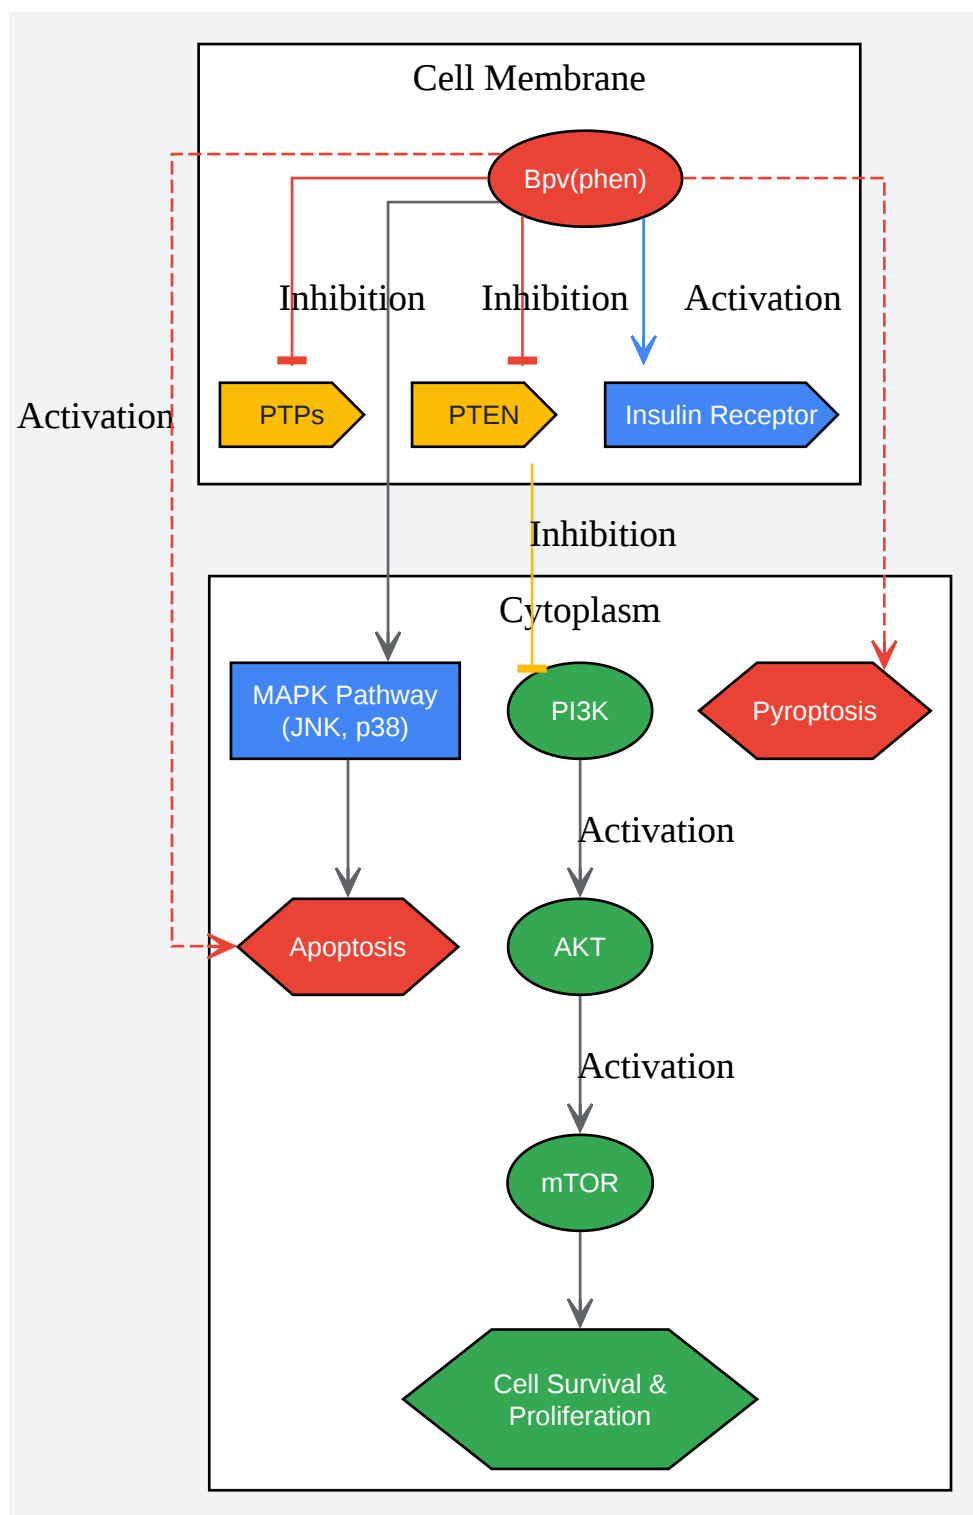 Cell Membrane
Bpv(phen)
Inhibition
Inhibition
Activation
PTPs
PTEN
Insulin Receptor
Activation
Inhibition
Cytoplasm
MAPK Pathway
(JNK, p38)
PI3K
Pyroptosis
Activation
Apoptosis
AKT
Activation
mTOR
Cell Survival &
Proliferation